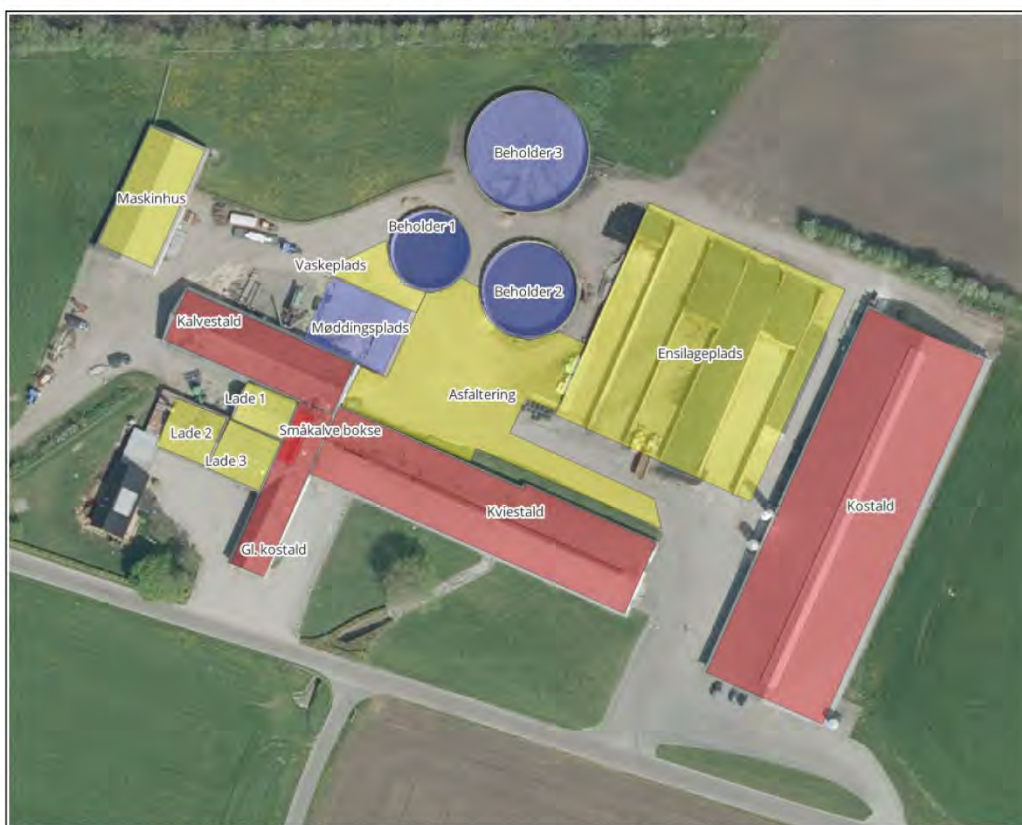 Beholder 3
Maskinhus
Beholder 1
Vaskeplads
Beholder 2
Kalvestald
Møddingsplads
Ensilageplads
Lade 1
Asfaltering
Lade 2
Småkalve bokse
Lade 3
Kviestald
Kostald
Gl. kostald